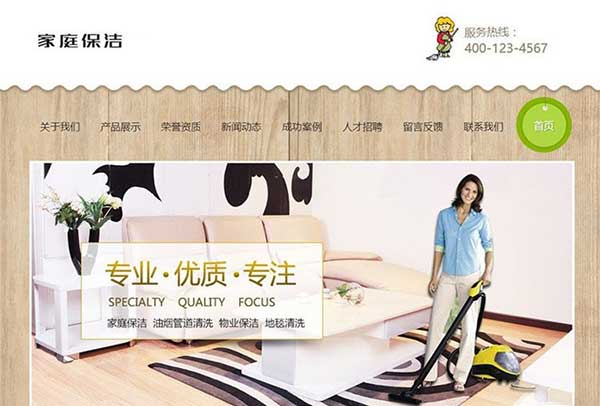 家庭保洁
服务热线：
400-123-4567
关于我们 产品展示 荣誉资质 新闻动态 成功案例 人才招聘 留言反馈 联系我们 首页
专业·优质·专注
SPECIALTY QUALITY FOCUS
家庭保洁 油烟管道清洗 物业保洁 地毯清洗